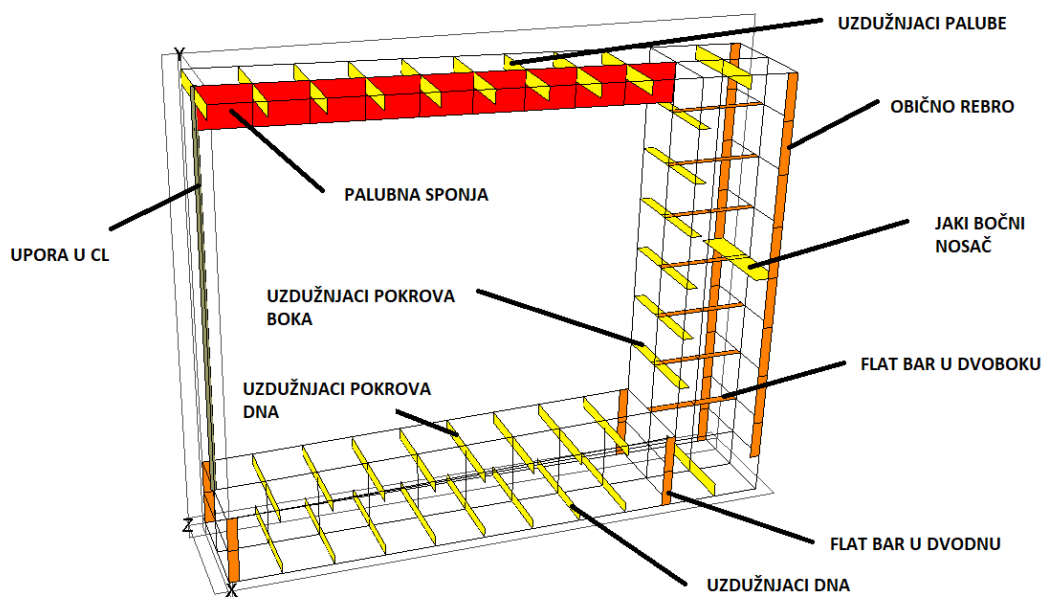 UZDUŽNJACI PALUBE
Y
OBIČNO REBRO
PALUBNA SPONJA
JAKI BOČNI
NOSAČ
UPORA U CL
UZDUŽNJACI POKROVA
BOKA
FLAT BAR U DVOBOKU
UZDUŽNJACI POKROVA
DNA
Z
FLAT BAR U DVODNU
X
UZDUŽNJACI DNA